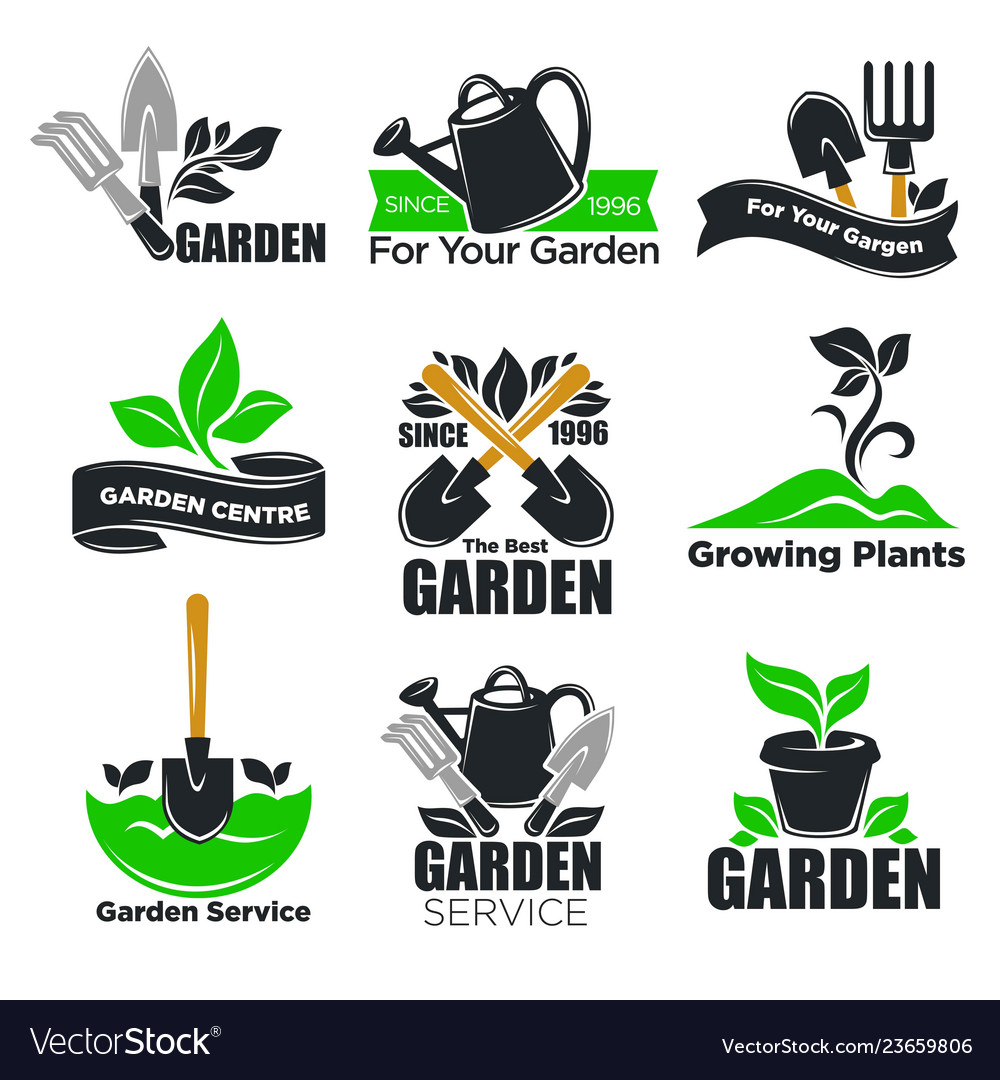 GARDEN
SINCE 1996
For Your Garden
For Your Gargen
GARDEN CENTRE
SINCE 1996
The Best
GARDEN
Growing Plants
Garden Service
GARDEN
SERVICE
GARDEN
VectorStock®
VectorStock.com/23659806